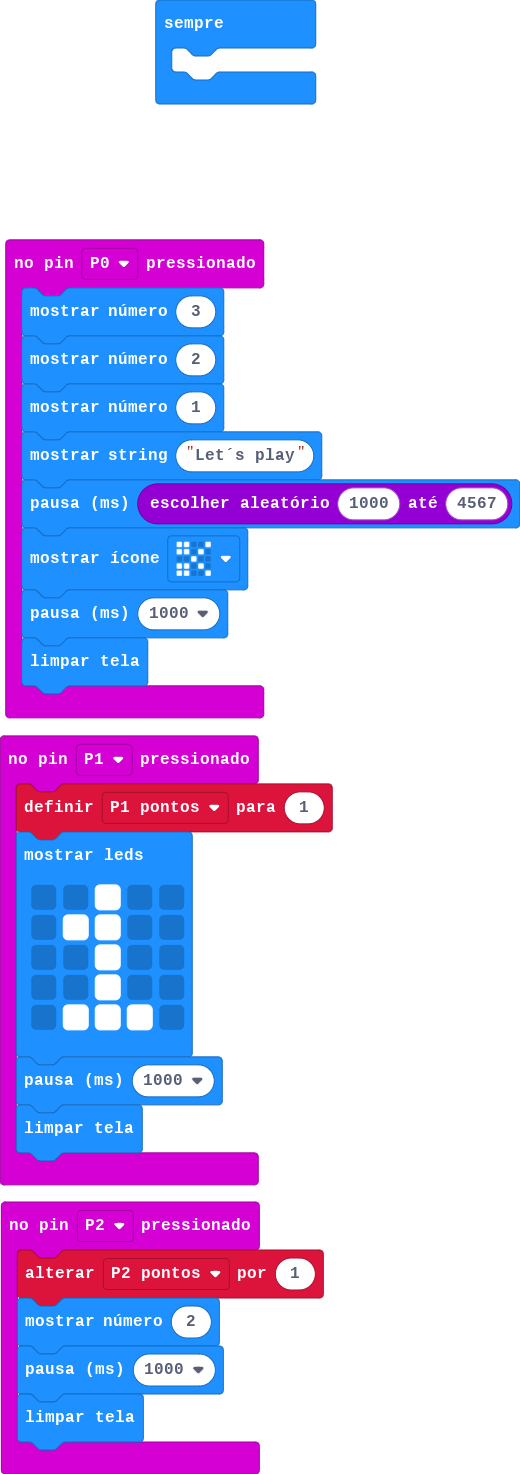 sempre
no pin P0 pressionado
mostrar número 3
mostrar número 2
mostrar número 1
mostrar string "Let´s play"
pausa (ms) escolher aleatório 1000 até 4567
mostrar ícone
pausa (ms) 1000
limpar tela
no pin P1 pressionado
definir P1 pontos para 1
mostrar leds
pausa (ms) 1000
limpar tela
no pin P2 pressionado
alterar P2 pontos por 1
mostrar número 2
pausa (ms) 1000
limpar tela